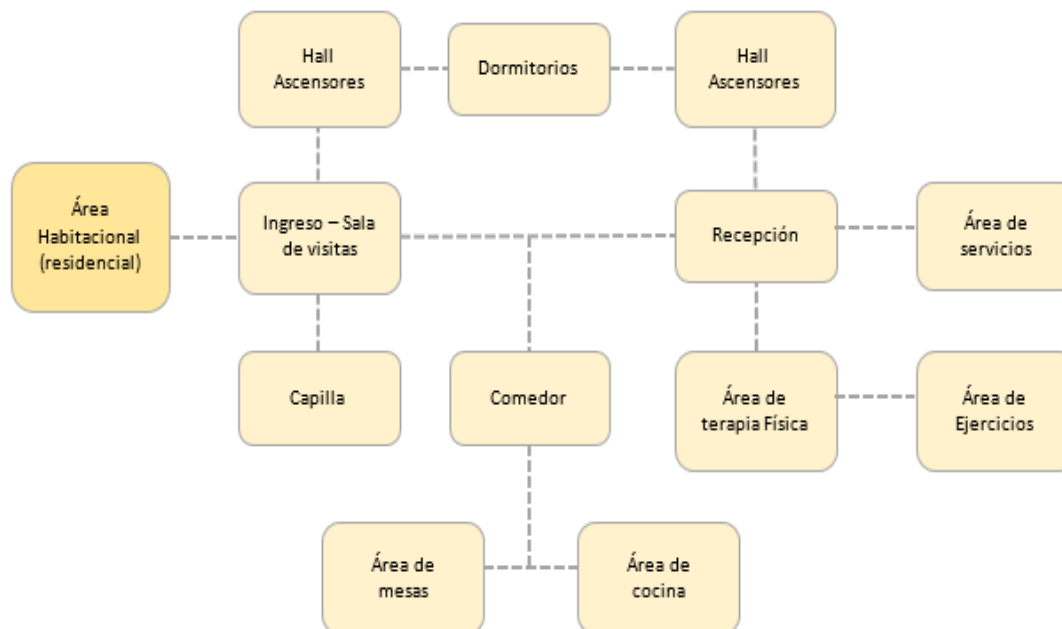 Hall
Ascensores
Dormitorios
Hall
Ascensores
Área
Habitacional
(residencial)
Ingreso – Sala
de visitas
Recepción
Área de
servicios
Capilla
Comedor
Área de
terapia Física
Área de
Ejercicios
Área de
mesas
Área de
cocina